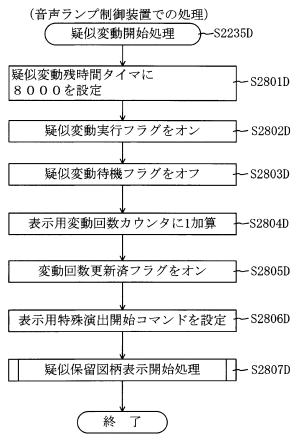 (音声ランプ制御装置での処理)
疑似変動開始処理
S2235D
疑似変動残時間タイマに
8000を設定
S2801D
疑似変動実行フラグをオン
S2802D
疑似変動待機フラグをオフ
S2803D
表示用変動回数カウンタに1加算
S2804D
変動回数更新済フラグをオン
S2805D
表示用特殊演出開始コマンドを設定
S2806D
疑似保留図柄表示開始処理
S2807D
終 了